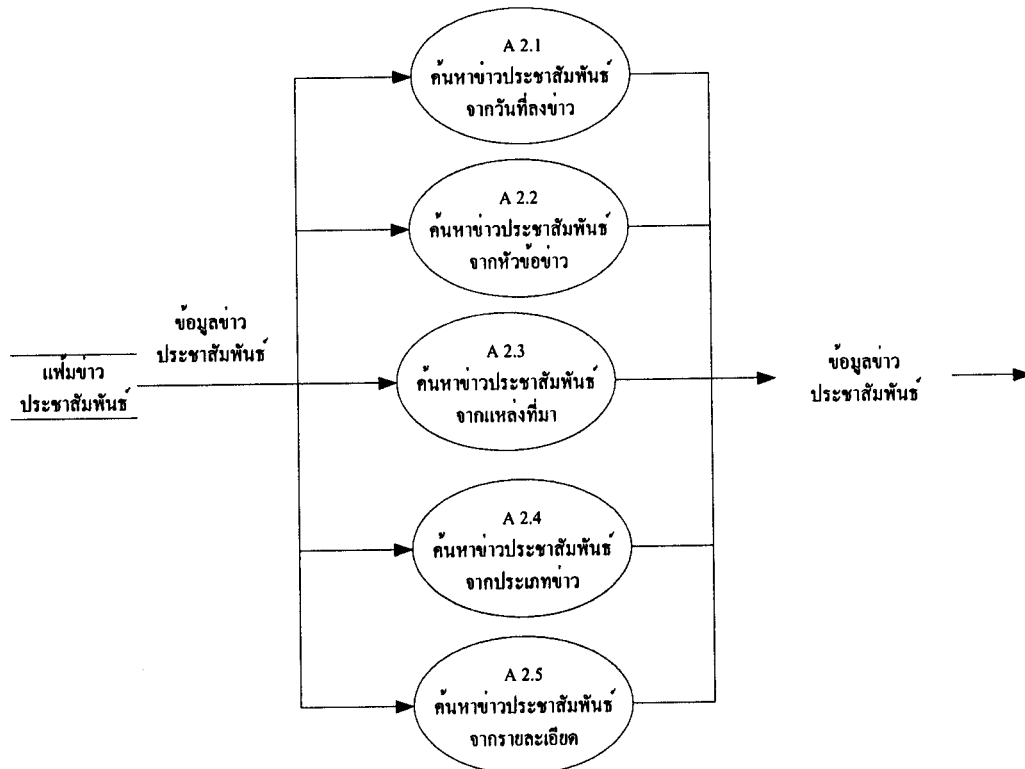 A 2.1
ค้นหาข่าวประชาสัมพันธ์
จากวันที่ลงข่าว
A 2.2
ค้นหาข่าวประชาสัมพันธ์
จากหัวข้อข่าว
ข้อมูลข่าว
ประชาสัมพันธ์
แฟ้มข่าว
ประชาสัมพันธ์
A 2.3
ค้นหาข่าวประชาสัมพันธ์
จากแหล่งที่มา
ข้อมูลข่าว
ประชาสัมพันธ์
A 2.4
ค้นหาข่าวประชาสัมพันธ์
จากประเภทข่าว
A 2.5
ค้นหาข่าวประชาสัมพันธ์
จากรายละเอียด